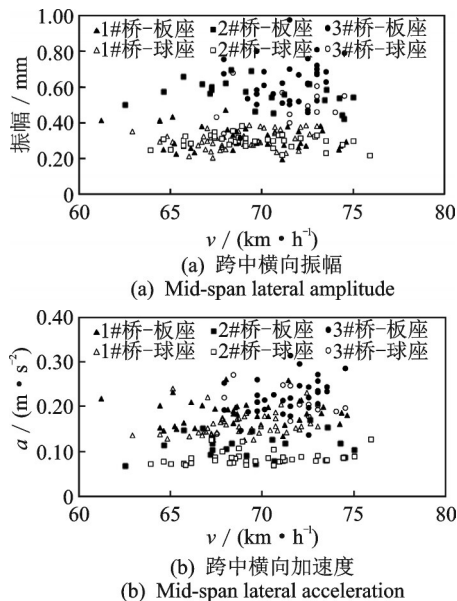 ▲1#桥-板座 ■2#桥-板座 ●3#桥-板座
△1#桥-球座 □2#桥-球座 ○3#桥-球座
1.0
0.80
0.60
0.40
0.20
0
振幅 / mm
60 65 70 75 80
v / (km·h⁻¹)
(a) 跨中横向振幅
(a) Mid-span lateral amplitude
0.40
▲1#桥-板座 ■2#桥-板座 ●3#桥-板座
△1#桥-球座 □2#桥-球座 ○3#桥-球座
0.30
0.20
0.10
0
a / (m·s⁻²)
60 65 70 75 80
v / (km·h⁻¹)
(b) 跨中横向加速度
(b) Mid-span lateral acceleration